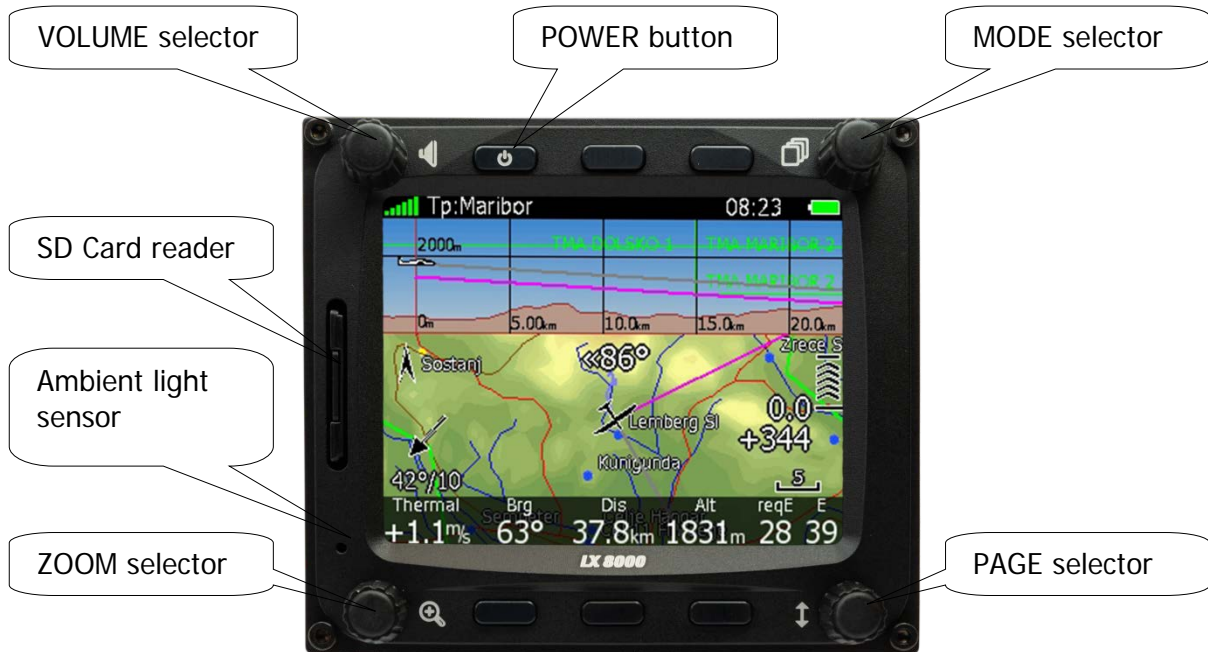 VOLUME selector
POWER button
MODE selector
Tp:Maribor 08:23
2000m TMA DOLSKO 1 TMA MARIBOR 2
TMA MARIBOR 2
0m 5.00km 10.0km 15.0km 20.0km
SD Card reader
Ambient light
sensor
Zrece S
Sostanj «86°
0.0
Lemberg Sl
+344
Kunigunda
42°/10 5
Thermal Brg Dis Alt reqE E
+1.1m/s 63° 37.8km 1831m 28 39
LX 8000
ZOOM selector
PAGE selector